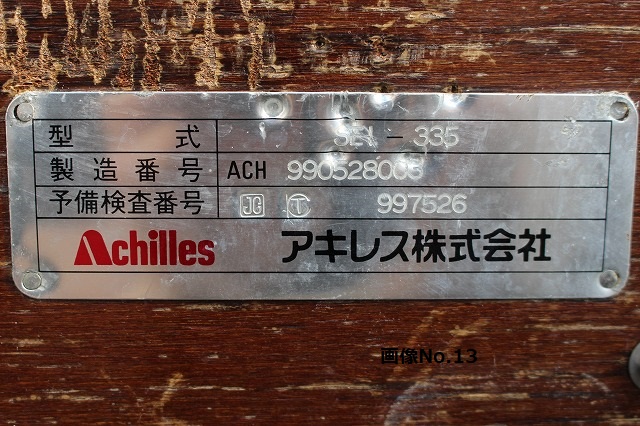 型 式 - 335
製造番号 ACH 990528006
予備検査番号 JG T 997526
Achilles アキレス株式会社
画像No.13